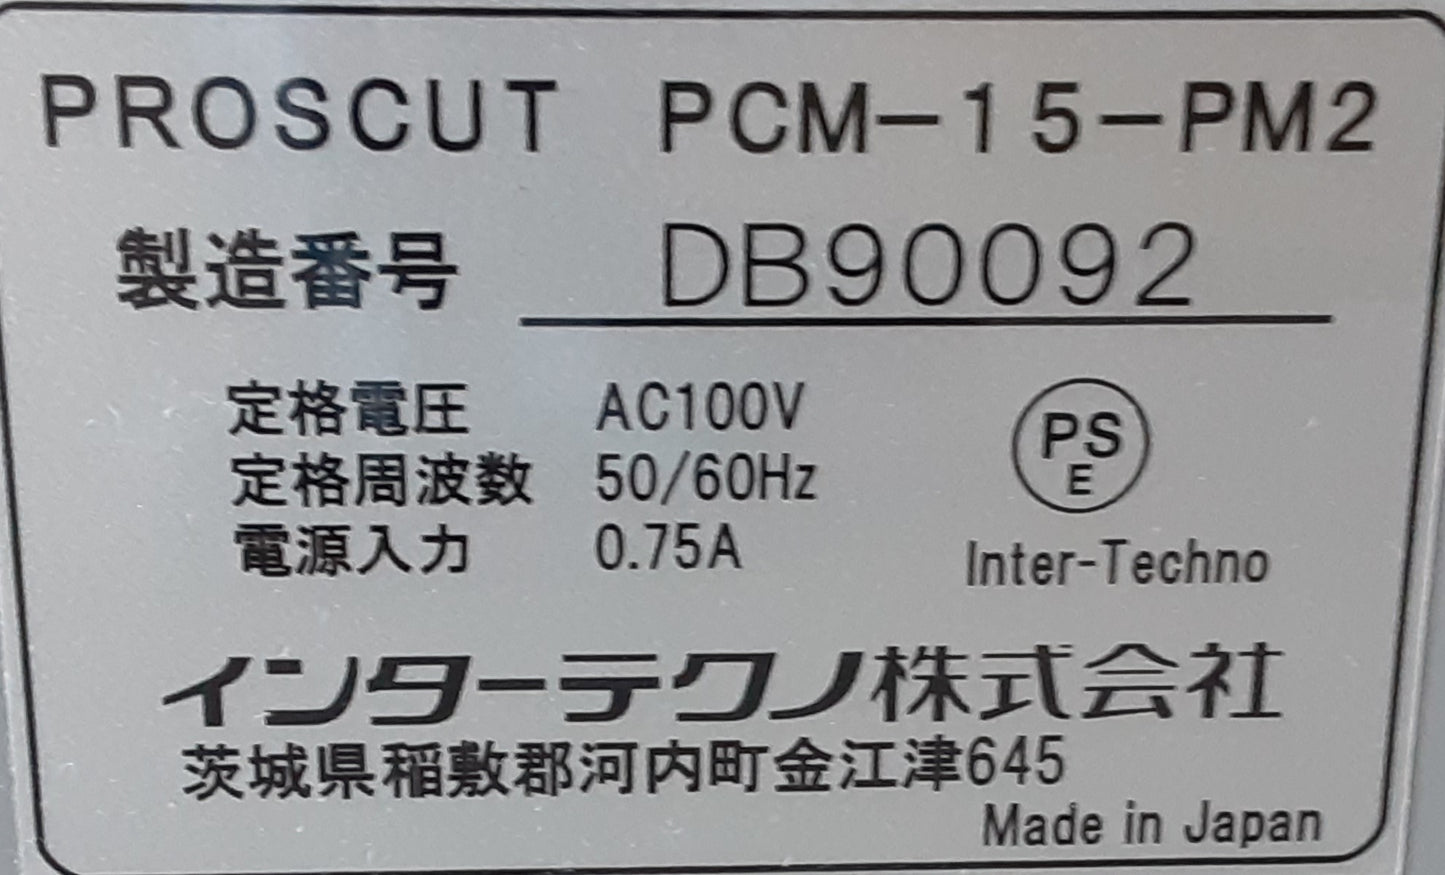 PROSCUT PCM-15-PM2
製造番号 DB90092
定格電圧 AC100V
定格周波数 50/60Hz
電源入力 0.75A
PS
E
Inter-Techno
インターテクノ株式会社
茨城県稲敷郡河内町金江津645
Made in Japan